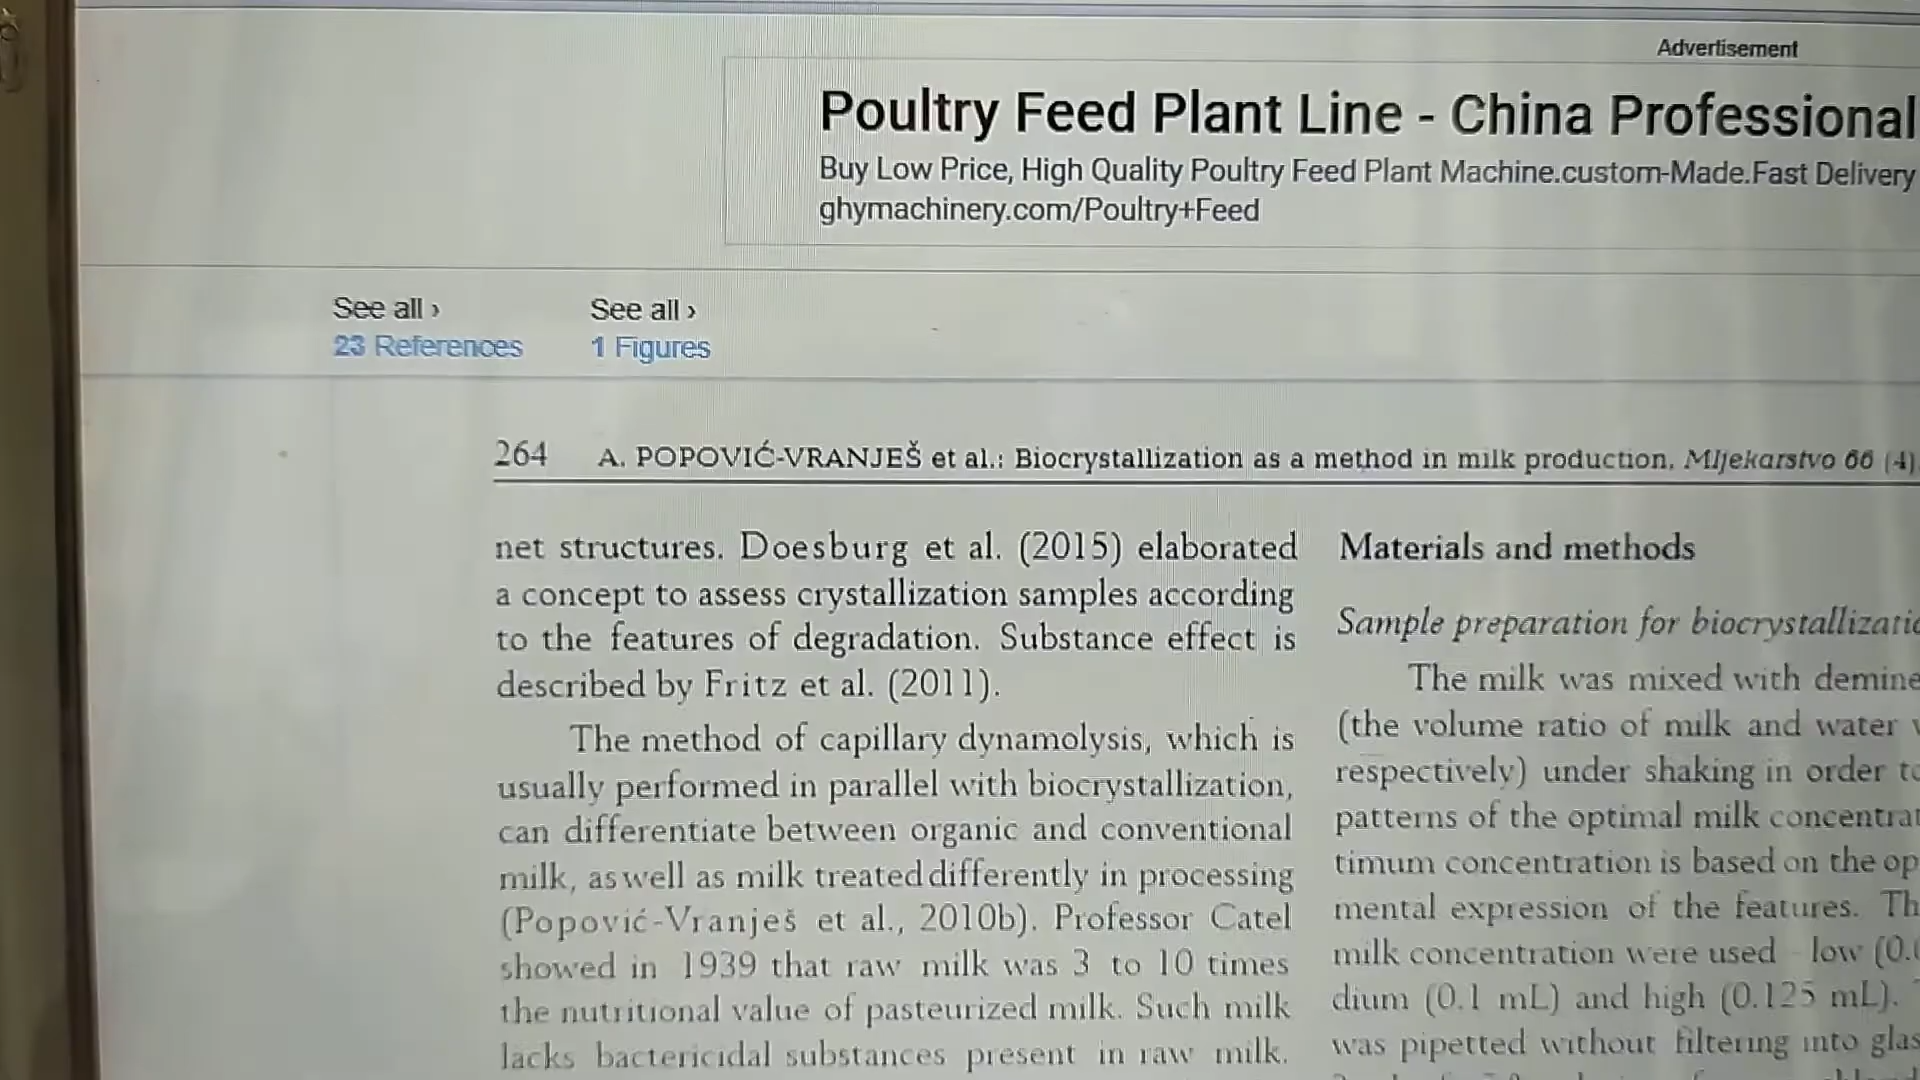 Advertisement
Poultry Feed Plant Line - China Professional
Buy Low Price, High Quality Poultry Feed Plant Machine.custom-Made.Fast Delivery
ghymachinery.com/Poultry+Feed
See all ›
23 References
See all ›
1 Figures
264 A. POPOVIĆ-VRANJEŠ et al.: Biocrystallization as a method in milk production, Mljekarstvo 66 (4)
net structures. Doesburg et al. (2015) elaborated
a concept to assess crystallization samples according
to the features of degradation. Substance effect is
described by Fritz et al. (2011).
The method of capillary dynamolysis, which is
usually performed in parallel with biocrystallization,
can differentiate between organic and conventional
milk, as well as milk treated differently in processing
(Popović-Vranješ et al., 2010b). Professor Catel
showed in 1939 that raw milk was 3 to 10 times
the nutritional value of pasteurized milk. Such milk
lacks bactericidal substances present in raw milk.
Materials and methods
Sample preparation for biocrystallizatio
The milk was mixed with demine
(the volume ratio of milk and water
respectively) under shaking in order to
patterns of the optimal milk concentrat
timum concentration is based on the op
mental expression of the features. Th
milk concentration were used - low (0.0
dium (0.1 mL) and high (0.125 mL).
was pipetted without filtering into glas